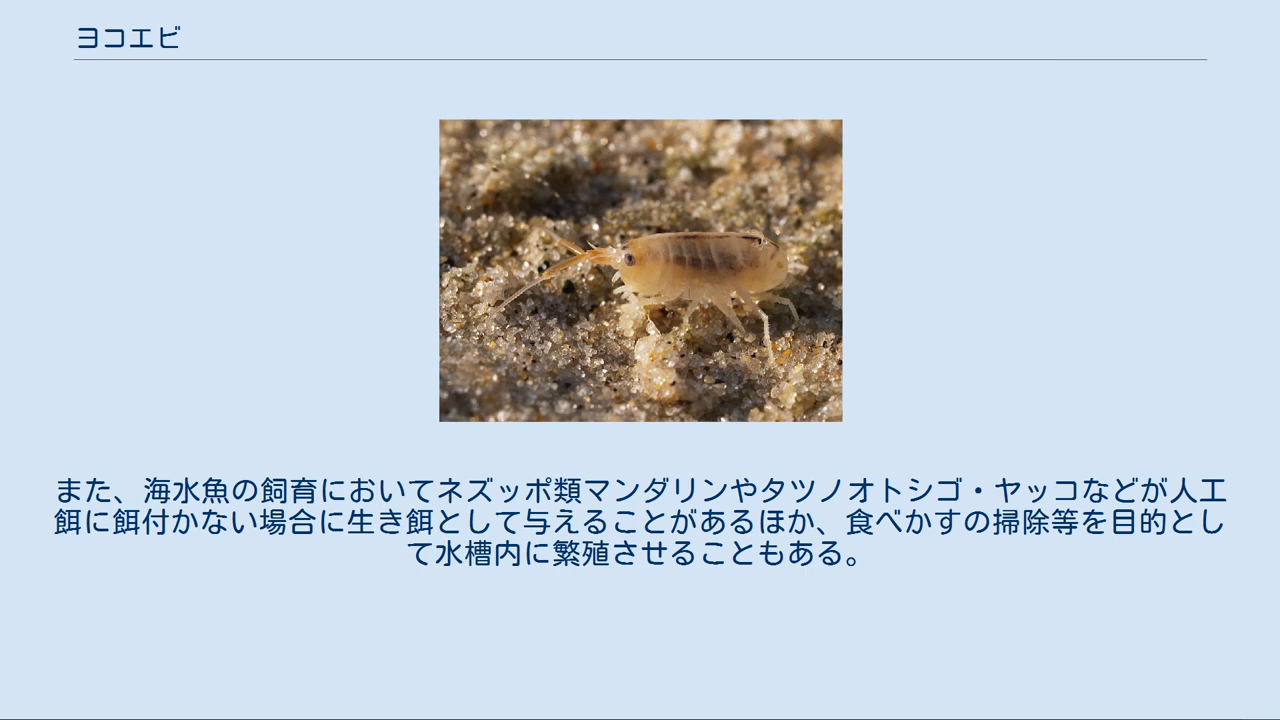 ヨコエビ
また、海水魚の飼育においてネズッポ類マンダリンやタツノオトシゴ・ヤッコなどが人工
餌に餌付かない場合に生き餌として与えることがあるほか、食べかすの掃除等を目的とし
て水槽内に繁殖させることもある。